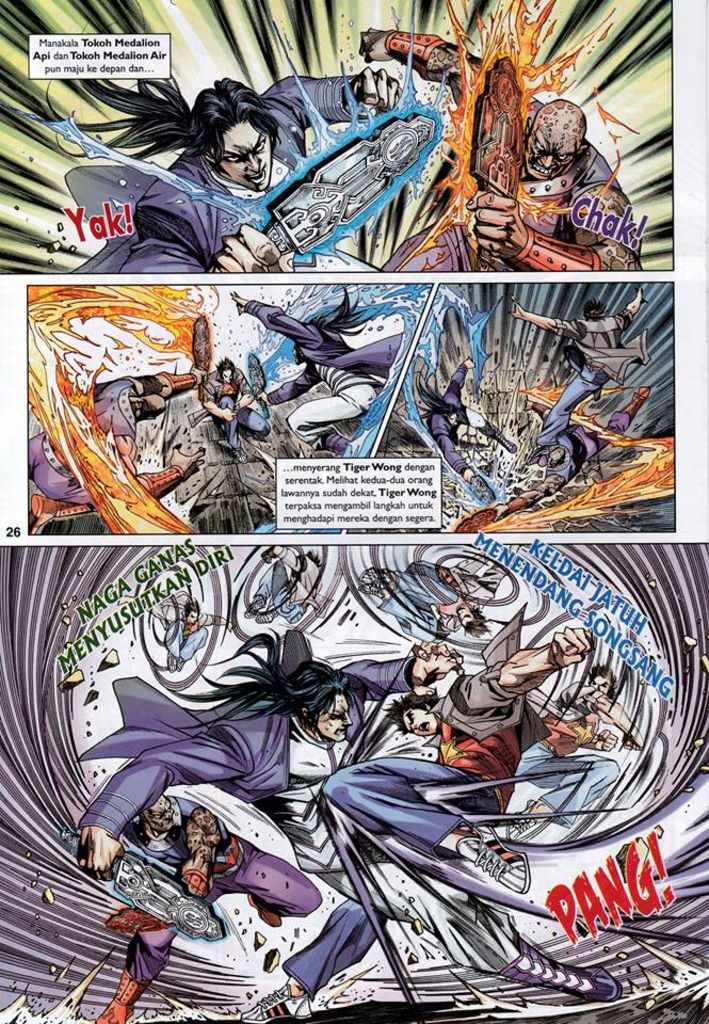 Manakala Tokoh Medalion
Api dan Tokoh Medalion Air
pun maju ke depan dan...
Yak!
Chak!
...menyerang Tiger Wong dengan
serentak. Melihat kedua-dua orang
lawannya sudah dekat, Tiger Wong
terpaksa mengambil langkah untuk
menghadapi mereka dengan segera.
26
NAGA GANAS
MENYUSUTKAN DIRI
KELDAI JATUH
MENENDANG SONGSANG
PANG!